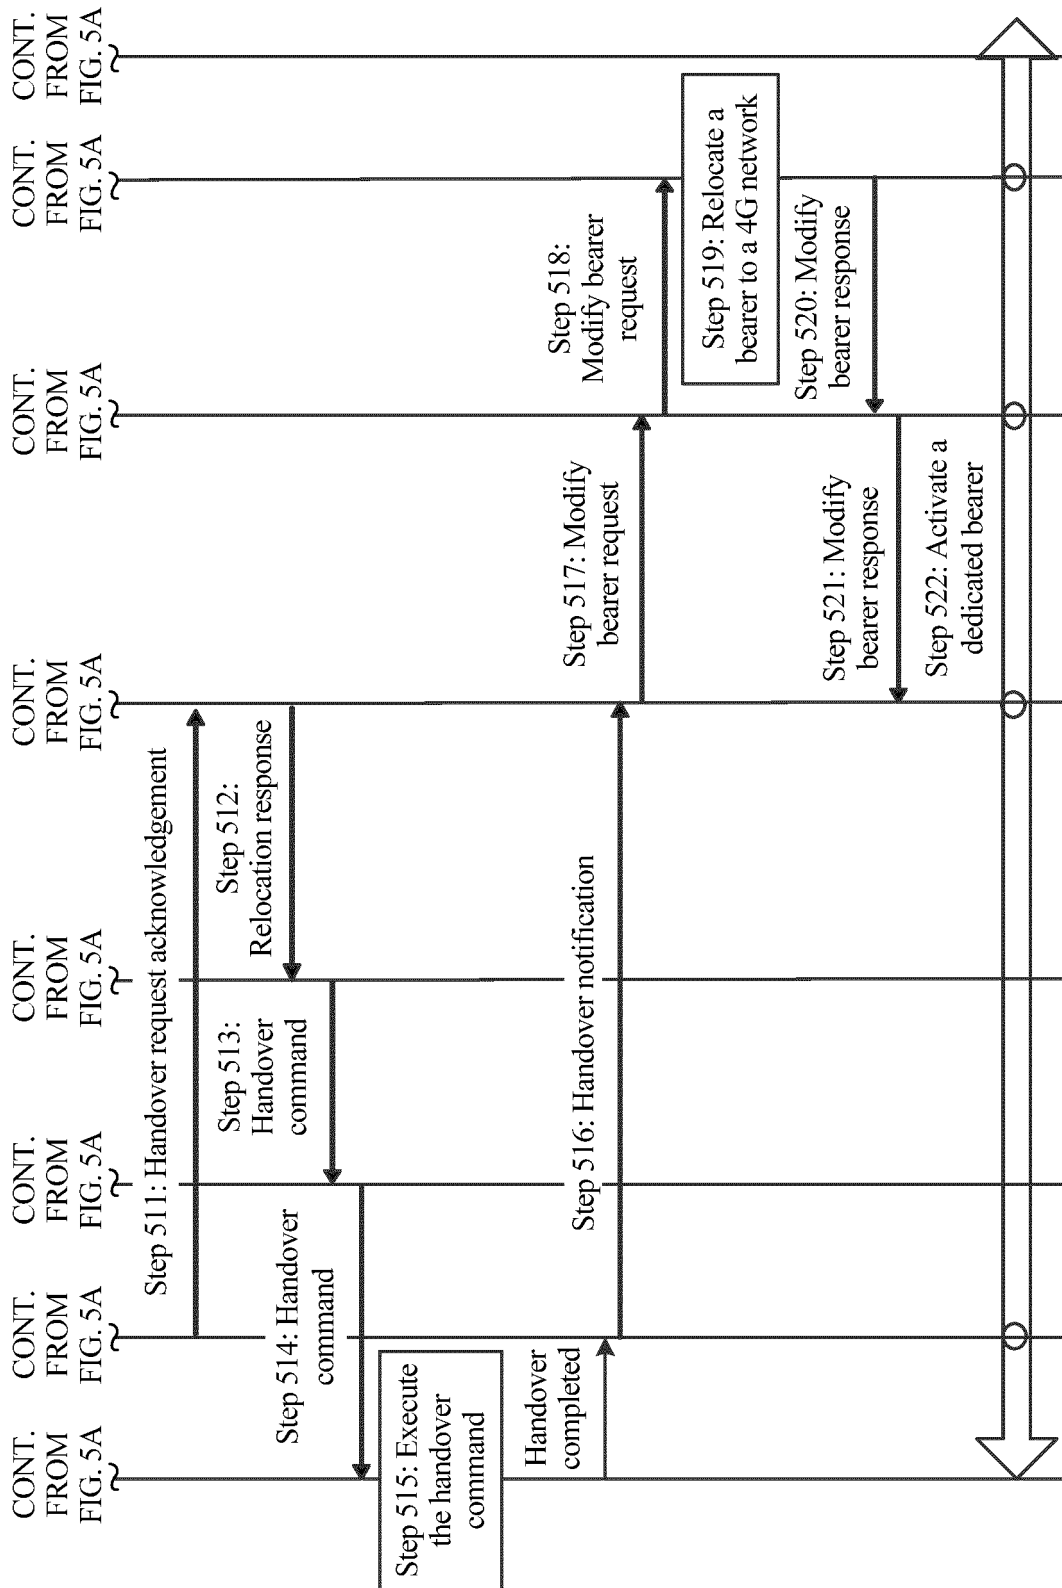 CONT.
FROM
FIG. 5A
CONT.
FROM
FIG. 5A
CONT.
FROM
FIG. 5A
CONT.
FROM
FIG. 5A
CONT.
FROM
FIG. 5A
CONT.
FROM
FIG. 5A
CONT.
FROM
FIG. 5A
CONT.
FROM
FIG. 5A
Step 511: Handover request acknowledgement
Step 512:
Relocation response
Step 513:
Handover
command
Step 514: Handover
command
Step 515: Execute
the handover
command
Handover
completed
Step 516: Handover notification
Step 517: Modify
bearer request
Step 518:
Modify bearer
request
Step 519: Relocate a
bearer to a 4G network
Step 520: Modify
bearer response
Step 521: Modify
bearer response
Step 522: Activate a
dedicated bearer